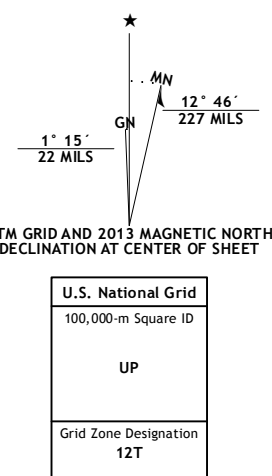 MN
12° 46´
227 MILS
GN
1° 15´
22 MILS
TM GRID AND 2013 MAGNETIC NORTH
DECLINATION AT CENTER OF SHEET
U.S. National Grid
100,000-m Square ID
UP
Grid Zone Designation
12T